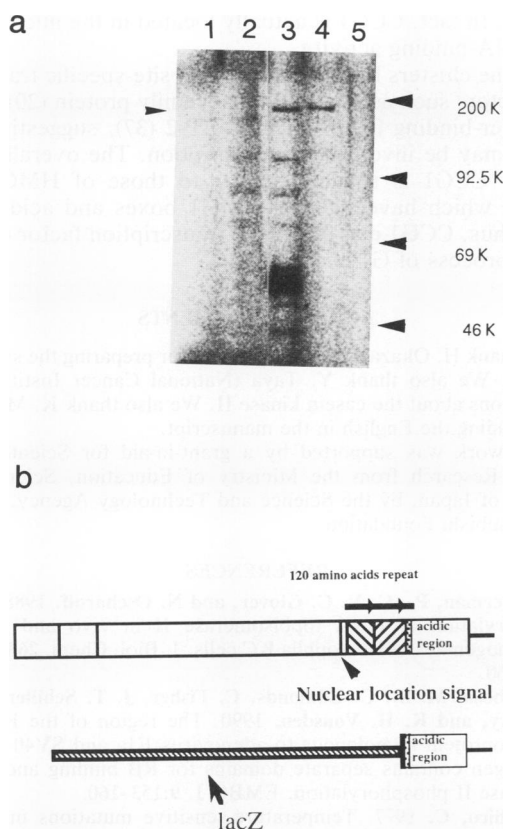 a
1 2 3 4 5
200 K
92.5 K
69 K
46 K
b
120 amino acids repeat
acidic
region
Nuclear location signal
acidic
region
lacZ